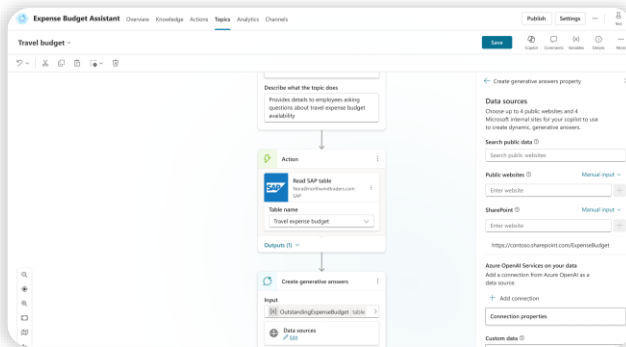 Expense Budget Assistant Overview Knowledge Actions Topics Analytics Channels Publish Settings ···
Travel budget
Save
Copilot Comments Variables Details More
Describe what the topic does
Provides details to employees asking
questions about travel expense budget
availability
Action
Read SAP table
Nora@northwindtraders.com
SAP
SAP
Table name
Travel expense budget
Outputs (1)
Create generative answers
Input
{x} OutstandingExpenseBudget table
Data sources
Edit
Create generative answers property
Data sources
Choose up to 4 public websites and 4
Microsoft internal sites for your copilot to use
to create dynamic, generative answers.
Search public data
Search public websites
Public websites Manual input
Enter website
SharePoint Manual input
Enter website
https://contoso.sharepoint.com/ExpenseBudget
Azure OpenAI Services on your data
Add a connection from Azure OpenAI as a
data source.
+ Add connection
Connection properties
Custom data